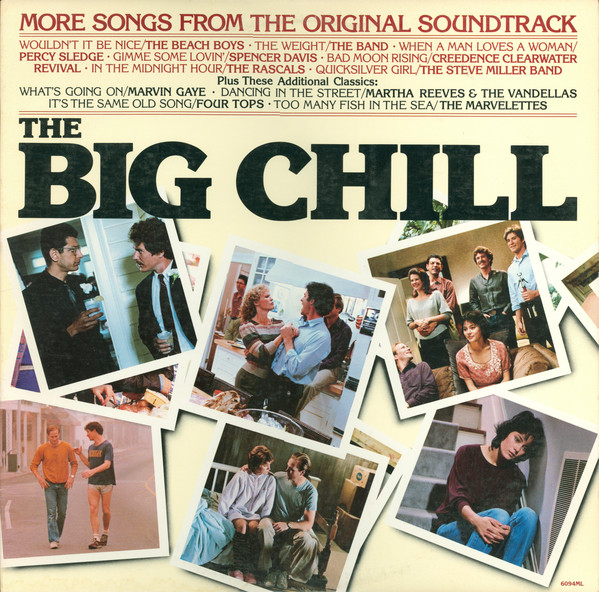 MORE SONGS FROM THE ORIGINAL SOUNDTRACK
WOULDN'T IT BE NICE/THE BEACH BOYS • THE WEIGHT/THE BAND • WHEN A MAN LOVES A WOMAN/
PERCY SLEDGE • GIMME SOME LOVIN'/SPENCER DAVIS • BAD MOON RISING/CREEDENCE CLEARWATER
REVIVAL • IN THE MIDNIGHT HOUR/THE RASCALS • QUICKSILVER GIRL/THE STEVE MILLER BAND
Plus These Additional Classics:
WHAT'S GOING ON/MARVIN GAYE • DANCING IN THE STREET/MARTHA REEVES & THE VANDELLAS
IT'S THE SAME OLD SONG/FOUR TOPS • TOO MANY FISH IN THE SEA/THE MARVELETTES
THE
BIG CHILL
6094ML